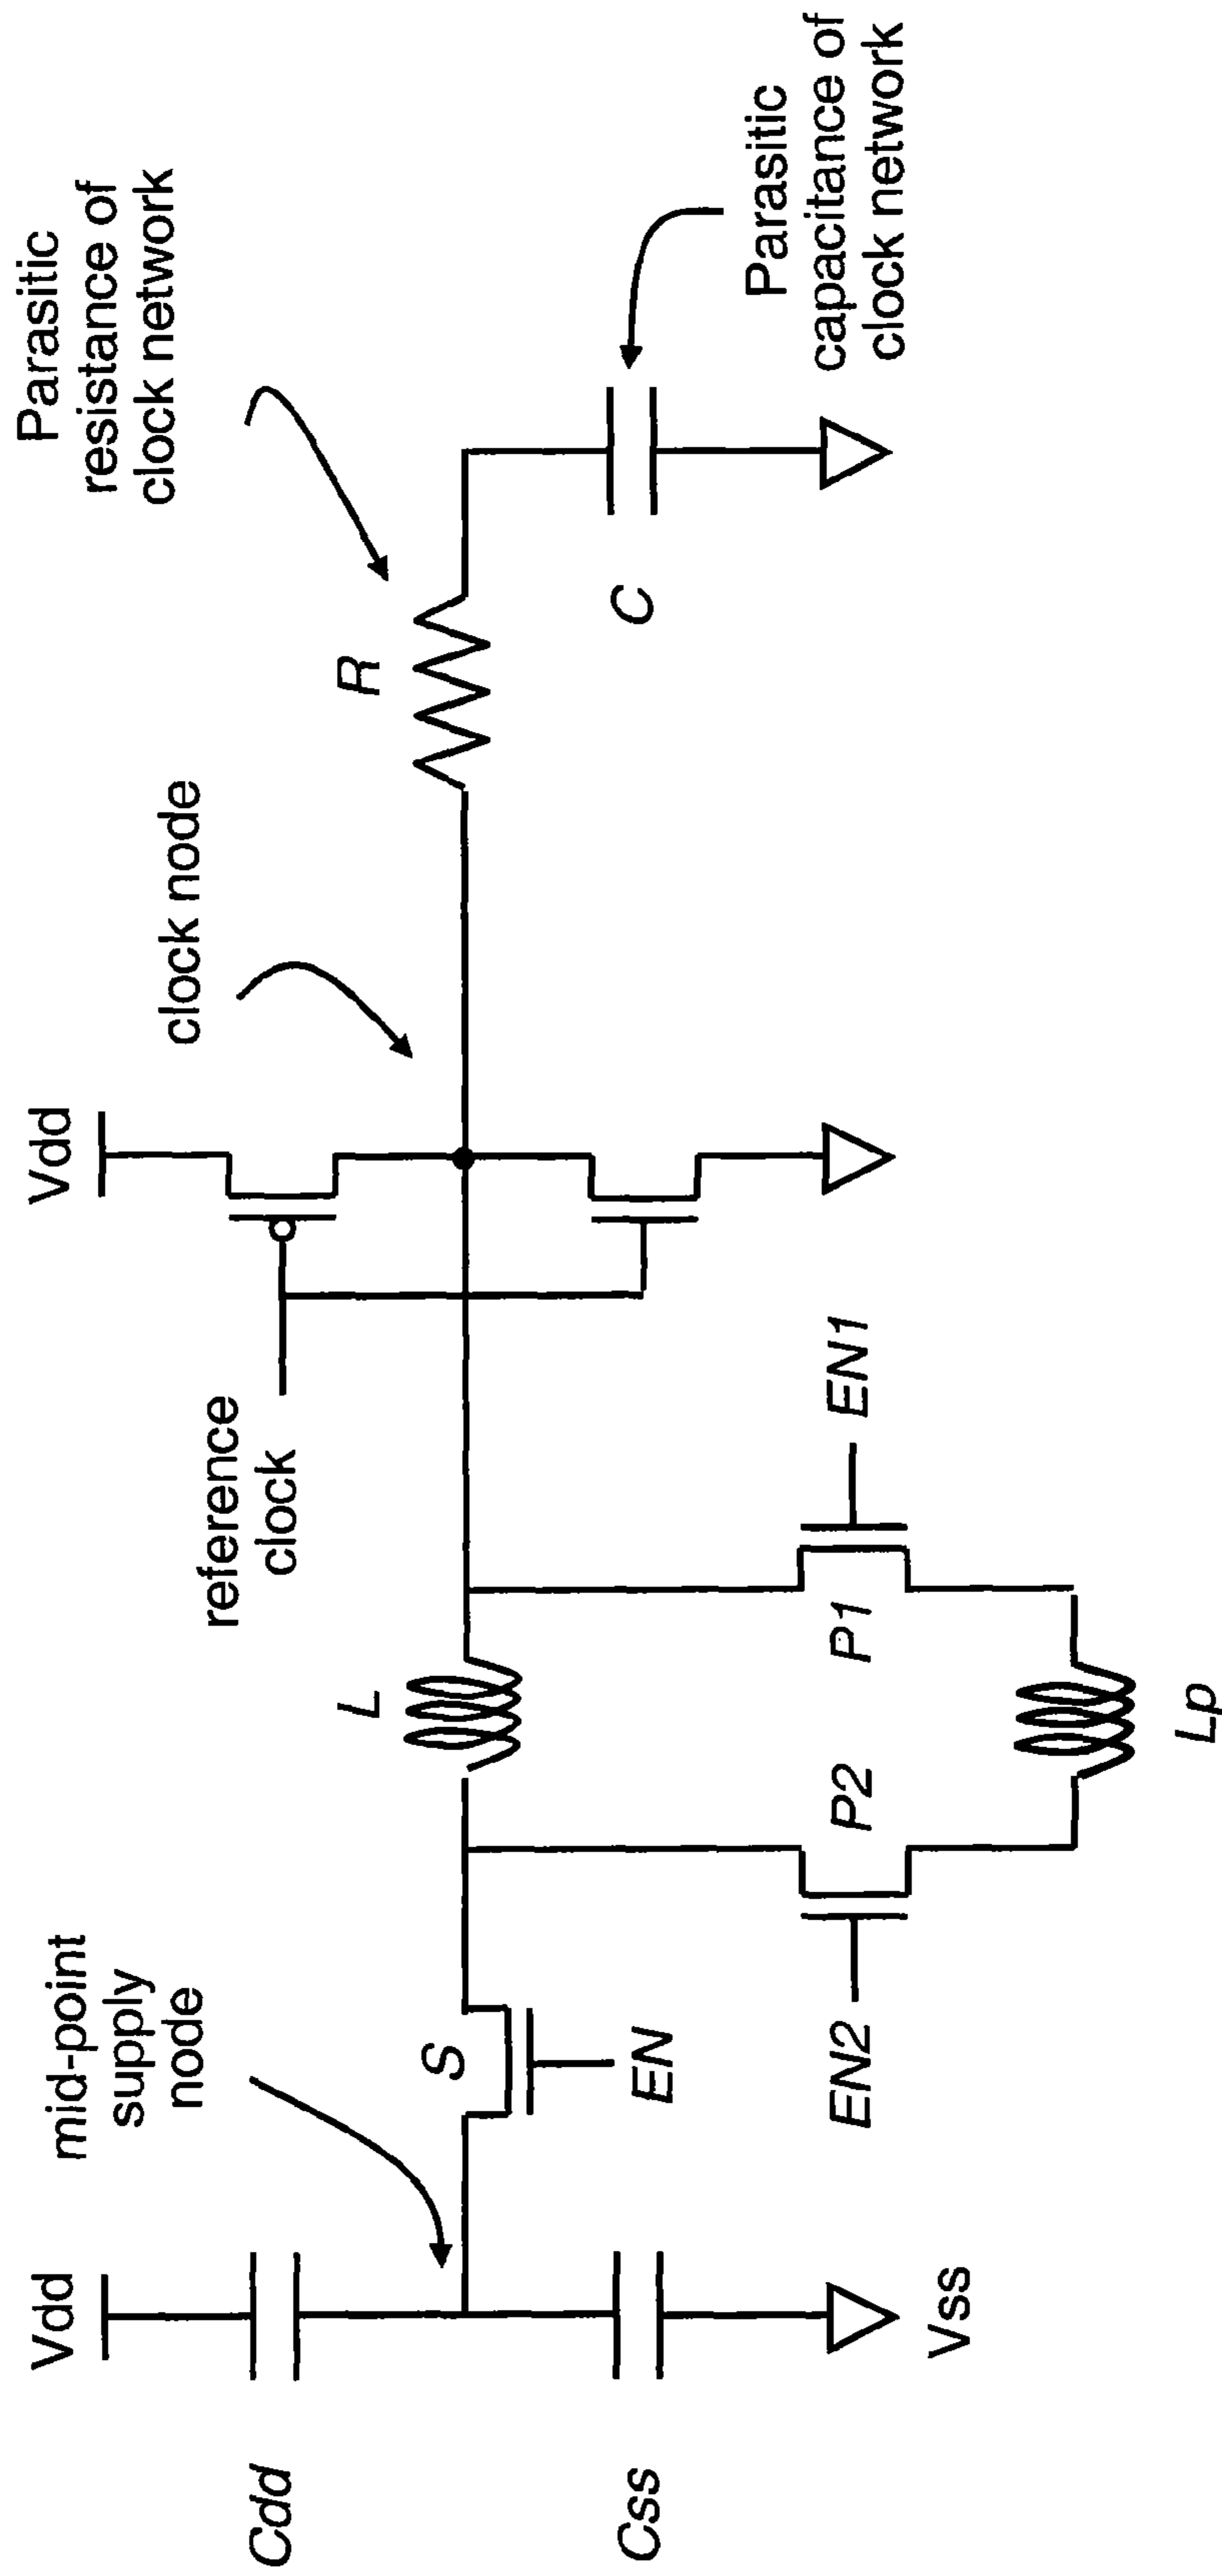 Vdd
Cdd
Css
Vss
mid-point
supply
node
S
EN
L
P2
EN2
P1
EN1
Lp
reference
clock
Vdd
clock node
R
Parasitic
resistance of
clock network
C
Parasitic
capacitance of
clock network